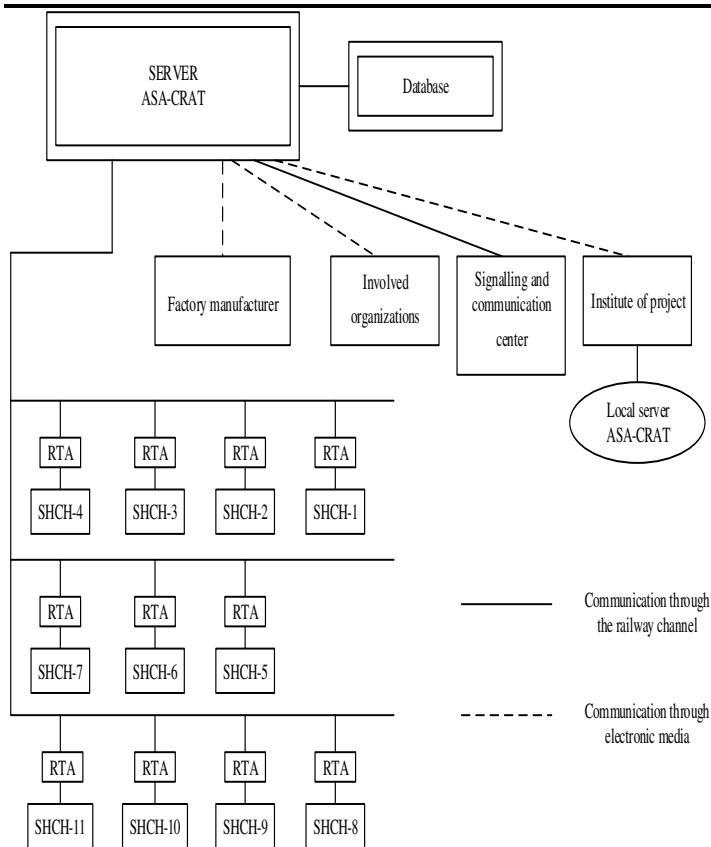 SERVER
ASA-CRAT
Database
Factory manufacturer
Involved
organizations
Signalling and
communication
center
Institute of project
Local server
ASA-CRAT
RTA RTA RTA RTA
SHCH-4 SHCH-3 SHCH-2 SHCH-1
RTA RTA RTA
SHCH-7 SHCH-6 SHCH-5
Communication through
the railway channel
Communication through
electronic media
RTA RTA RTA RTA
SHCH-11 SHCH-10 SHCH-9 SHCH-8